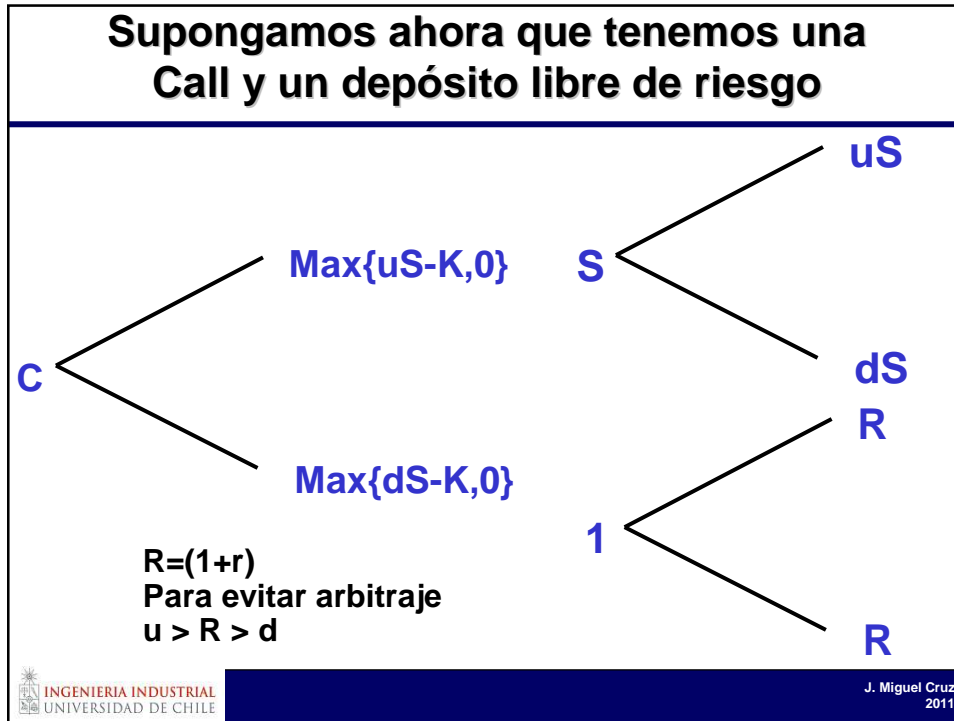 Supongamos ahora que tenemos una
Call y un depósito libre de riesgo
C
Max{uS-K,0}
Max{dS-K,0}
S
uS
dS
1
R
R
R=(1+r)
Para evitar arbitraje
u > R > d
INGENIERIA INDUSTRIAL
UNIVERSIDAD DE CHILE
J. Miguel Cruz
2011